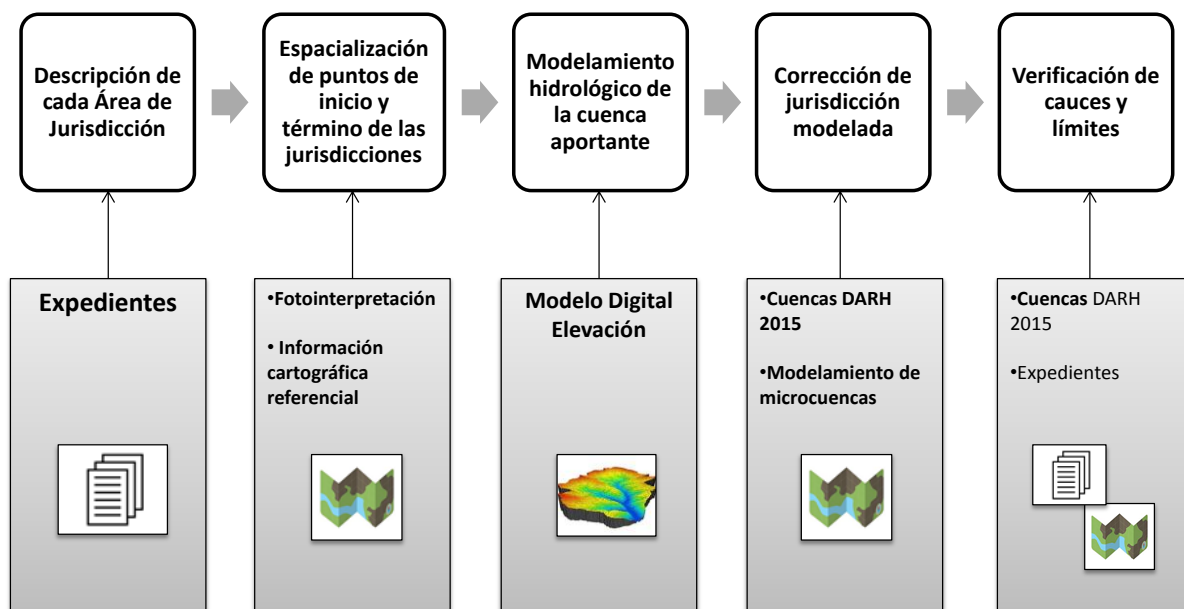 Descripción de
cada Área de
Jurisdicción
Espacialización
de puntos de
inicio y
término de las
jurisdicciones
Modelamiento
hidrológico de
la cuenca
aportante
Corrección de
jurisdicción
modelada
Verificación de
cauces y
límites
Expedientes
•Fotointerpretación
• Información
cartográfica
referencial
Modelo Digital
Elevación
•Cuencas DARH
2015
•Modelamiento de
microcuencas
•Cuencas DARH
2015
•Expedientes